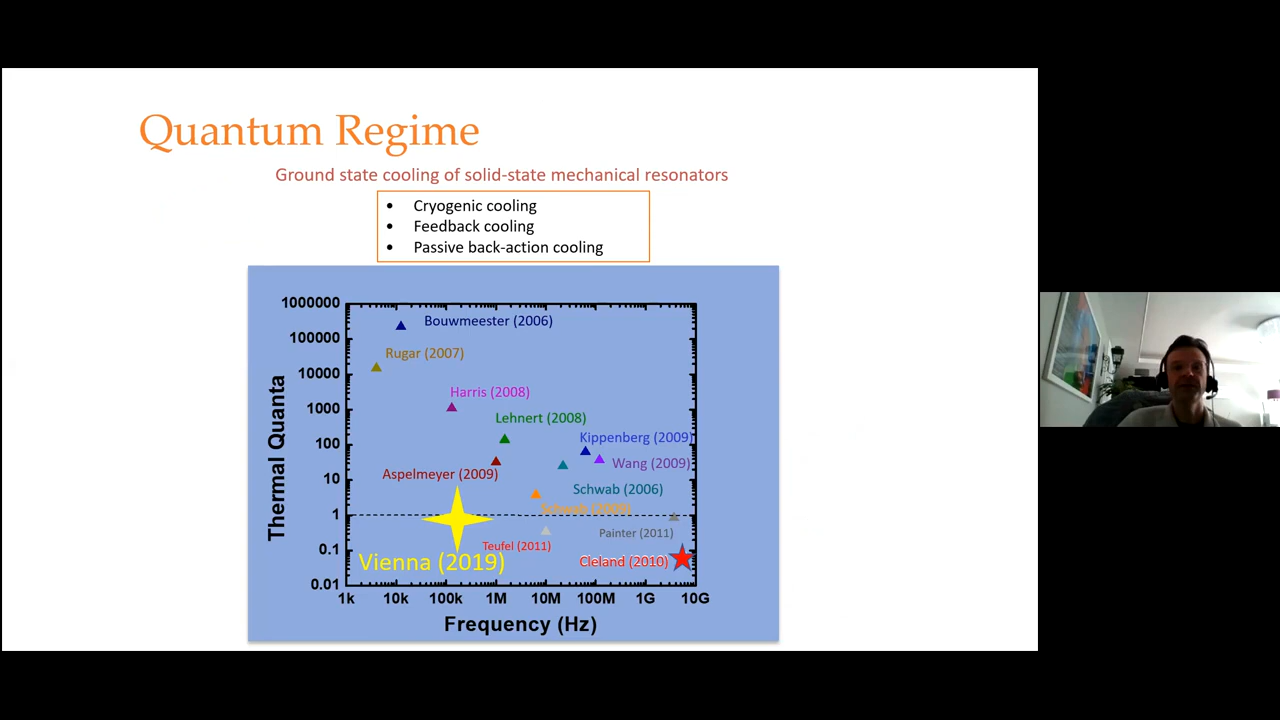 Quantum Regime
Ground state cooling of solid-state mechanical resonators
• Cryogenic cooling
• Feedback cooling
• Passive back-action cooling
1000000
Bouwmeester (2006)
100000
Rugar (2007)
10000
Harris (2008)
1000
Lehnert (2008)
Kippenberg (2009)
100
Wang (2009)
Aspelmeyer (2009)
10
Schwab (2006)
Schwab (2009)
1
Painter (2011)
Teufel (2011)
0.1
Vienna (2019)
Cleland (2010)
0.01
Thermal Quanta
1k 10k 100k 1M 10M 100M 1G 10G
Frequency (Hz)